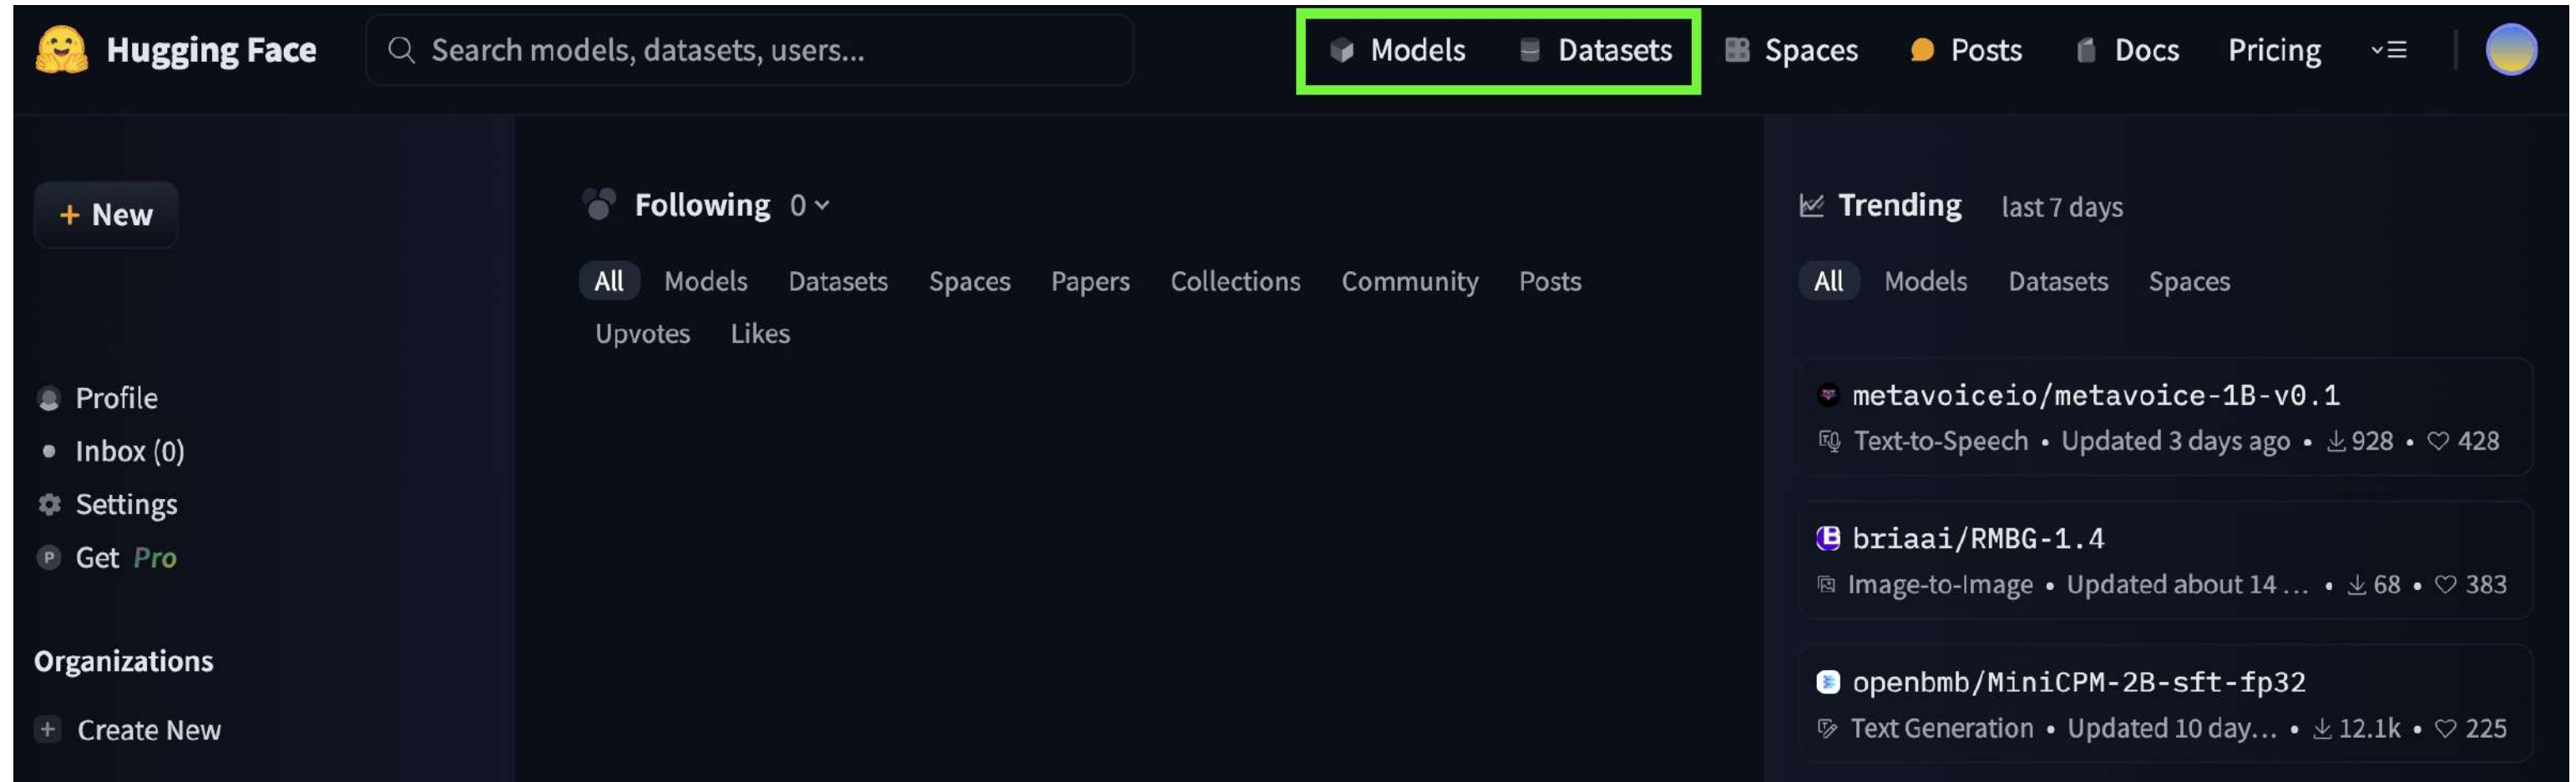 Hugging Face
Search models, datasets, users...
Models Datasets Spaces Posts Docs Pricing
+ New
Profile
Inbox (0)
Settings
P Get Pro
Organizations
+ Create New
Following 0
All Models Datasets Spaces Papers Collections Community Posts
Upvotes Likes
Trending last 7 days
All Models Datasets Spaces
metavoiceio/metavoice-1B-v0.1
Text-to-Speech • Updated 3 days ago • 928 • 428
briaai/RMBG-1.4
Image-to-Image • Updated about 14 ... • 68 • 383
openbmb/MiniCPM-2B-sft-fp32
Text Generation • Updated 10 day... • 12.1k • 225